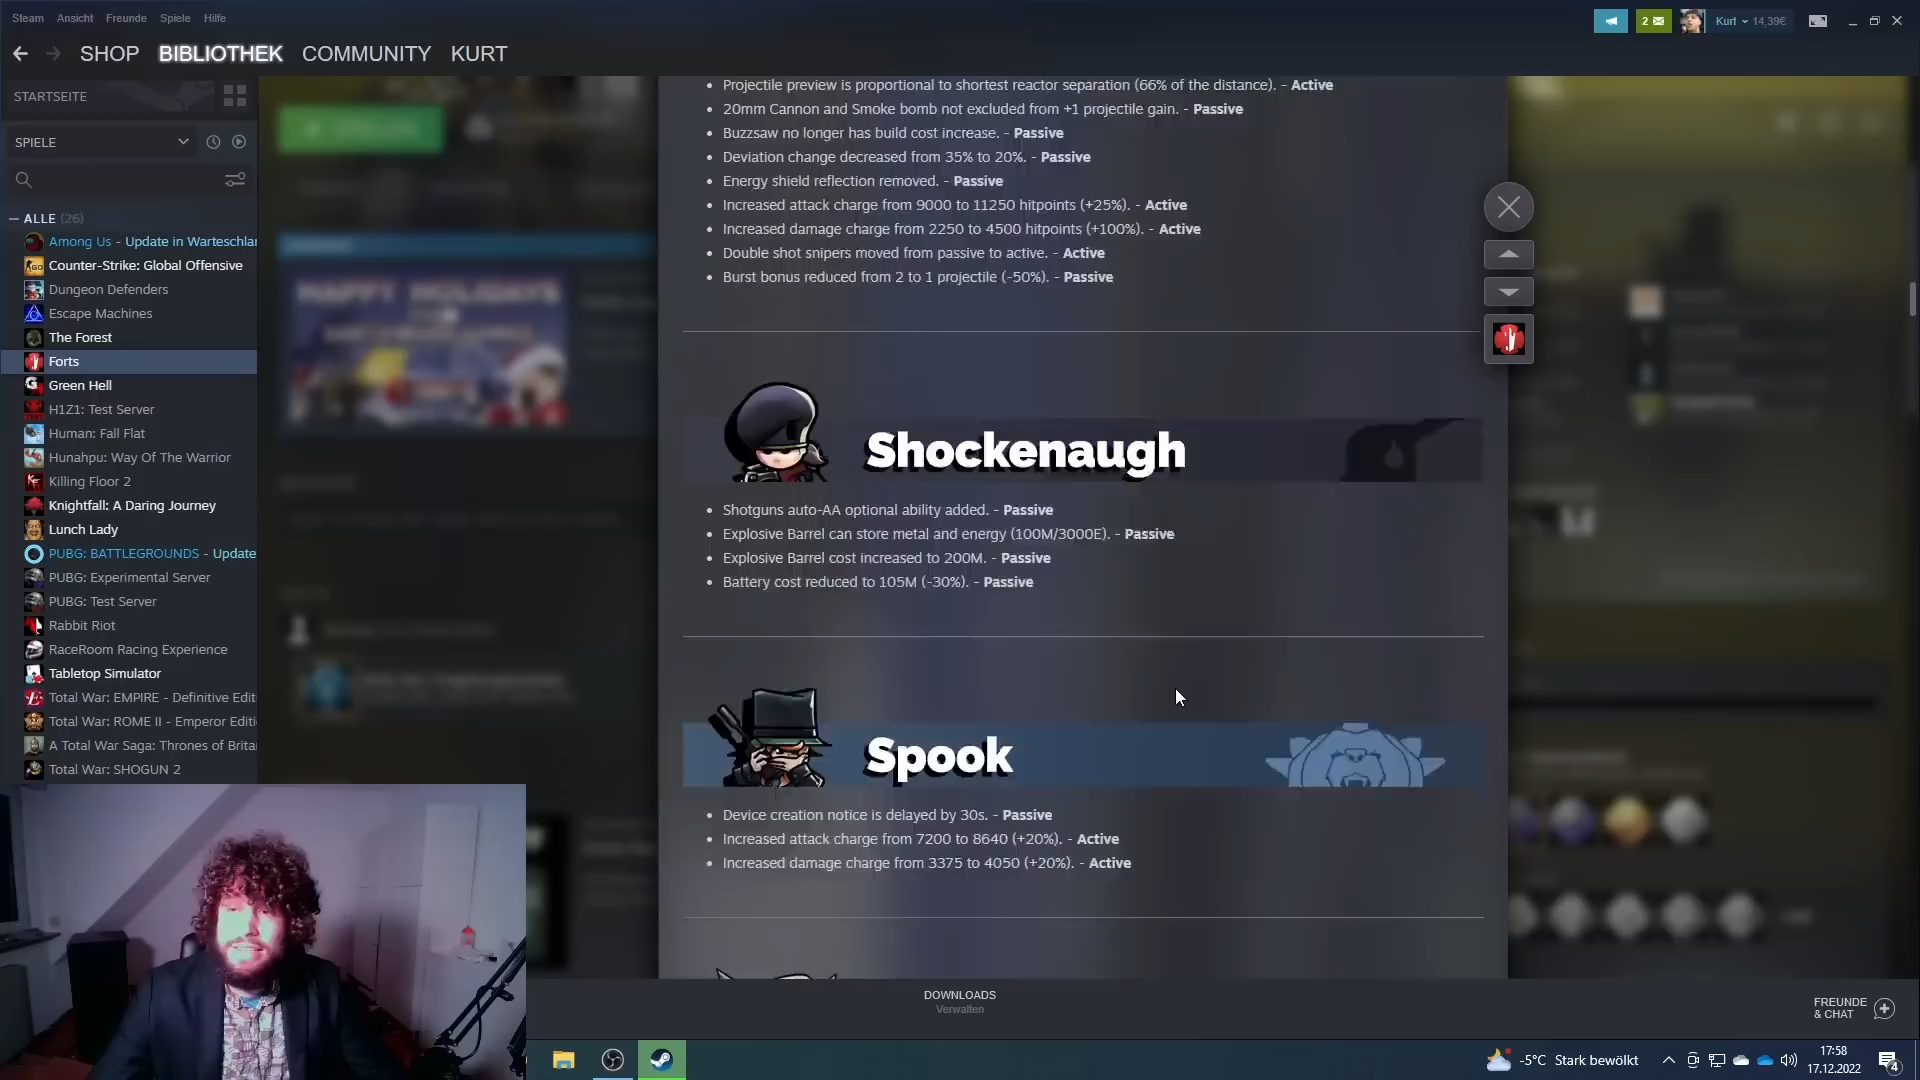 Steam Ansicht Freunde Spiele Hilfe
2
Kurt 14,39€
SHOP BIBLIOTHEK COMMUNITY KURT
STARTSEITE
SPIELE
ALLE (26)
Among Us - Update in Warteschlan
Counter-Strike: Global Offensive
Dungeon Defenders
Escape Machines
The Forest
Forts
Green Hell
H1Z1: Test Server
Human: Fall Flat
Hunahpu: Way Of The Warrior
Killing Floor 2
Knightfall: A Daring Journey
Lunch Lady
PUBG: BATTLEGROUNDS - Update
PUBG: Experimental Server
PUBG: Test Server
Rabbit Riot
RaceRoom Racing Experience
Tabletop Simulator
Total War: EMPIRE - Definitive Edit
Total War: ROME II - Emperor Editi
A Total War Saga: Thrones of Brita
Total War: SHOGUN 2
HAPPY HOLIDAYS
Projectile preview is proportional to shortest reactor separation (66% of the distance). - Active
20mm Cannon and Smoke bomb not excluded from +1 projectile gain. - Passive
Buzzsaw no longer has build cost increase. - Passive
Deviation change decreased from 35% to 20%. - Passive
Energy shield reflection removed. - Passive
Increased attack charge from 9000 to 11250 hitpoints (+25%). - Active
Increased damage charge from 2250 to 4500 hitpoints (+100%). - Active
Double shot snipers moved from passive to active. - Active
Burst bonus reduced from 2 to 1 projectile (-50%). - Passive
Shockenaugh
Shotguns auto-AA optional ability added. - Passive
Explosive Barrel can store metal and energy (100M/3000E). - Passive
Explosive Barrel cost increased to 200M. - Passive
Battery cost reduced to 105M (-30%). - Passive
Spook
Device creation notice is delayed by 30s. - Passive
Increased attack charge from 7200 to 8640 (+20%). - Active
Increased damage charge from 3375 to 4050 (+20%). - Active
DOWNLOADS
Verwalten
FREUNDE
& CHAT
-5°C Stark bewölkt
17:58
17.12.2022
4